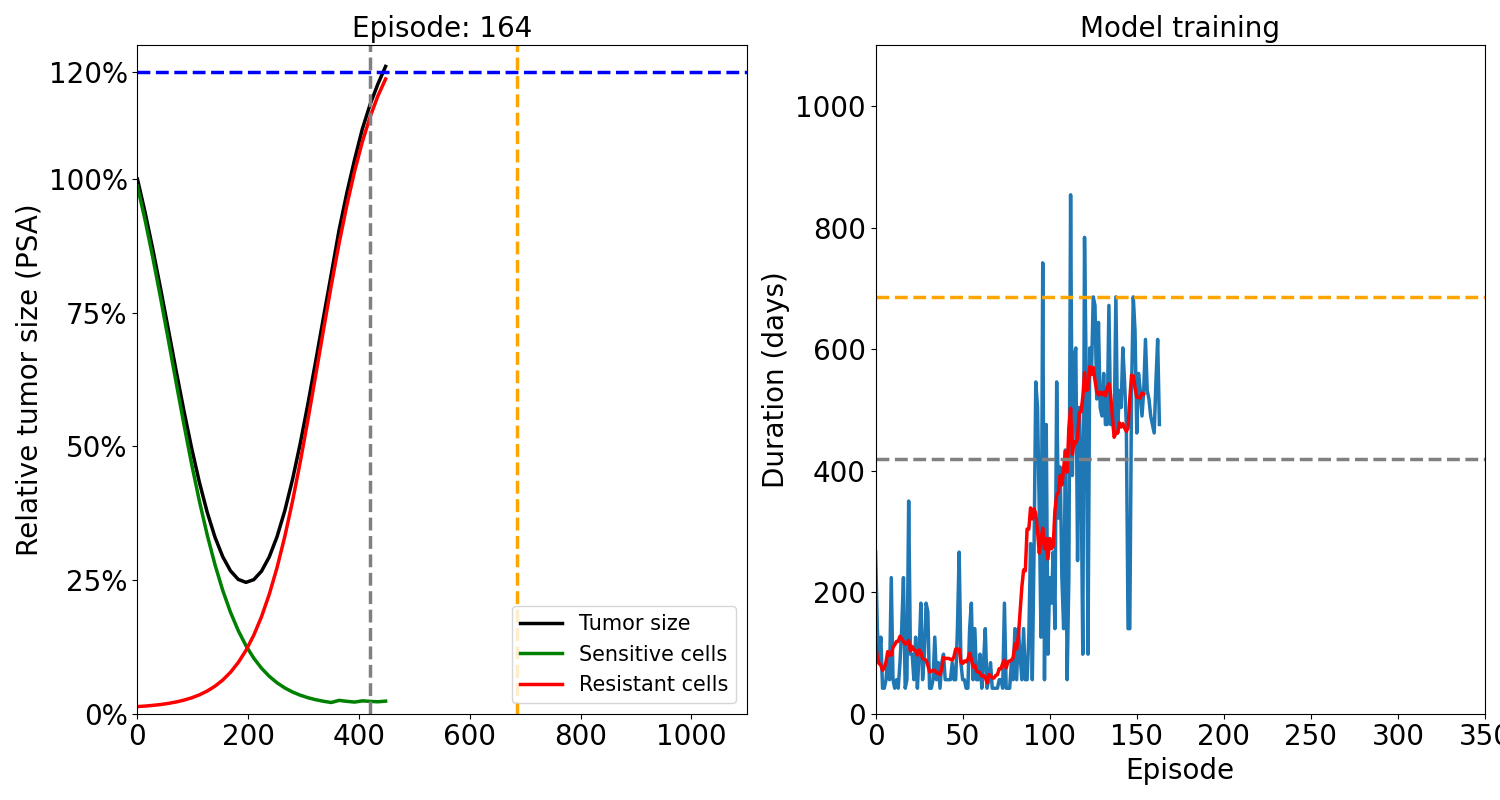 Episode: 164
Relative tumor size (PSA)
120%
100%
75%
50%
25%
0%
0 200 400 600 800 1000
Tumor size
Sensitive cells
Resistant cells
Model training
Duration (days)
1000
800
600
400
200
0
0 50 100 150 200 250 300 350
Episode